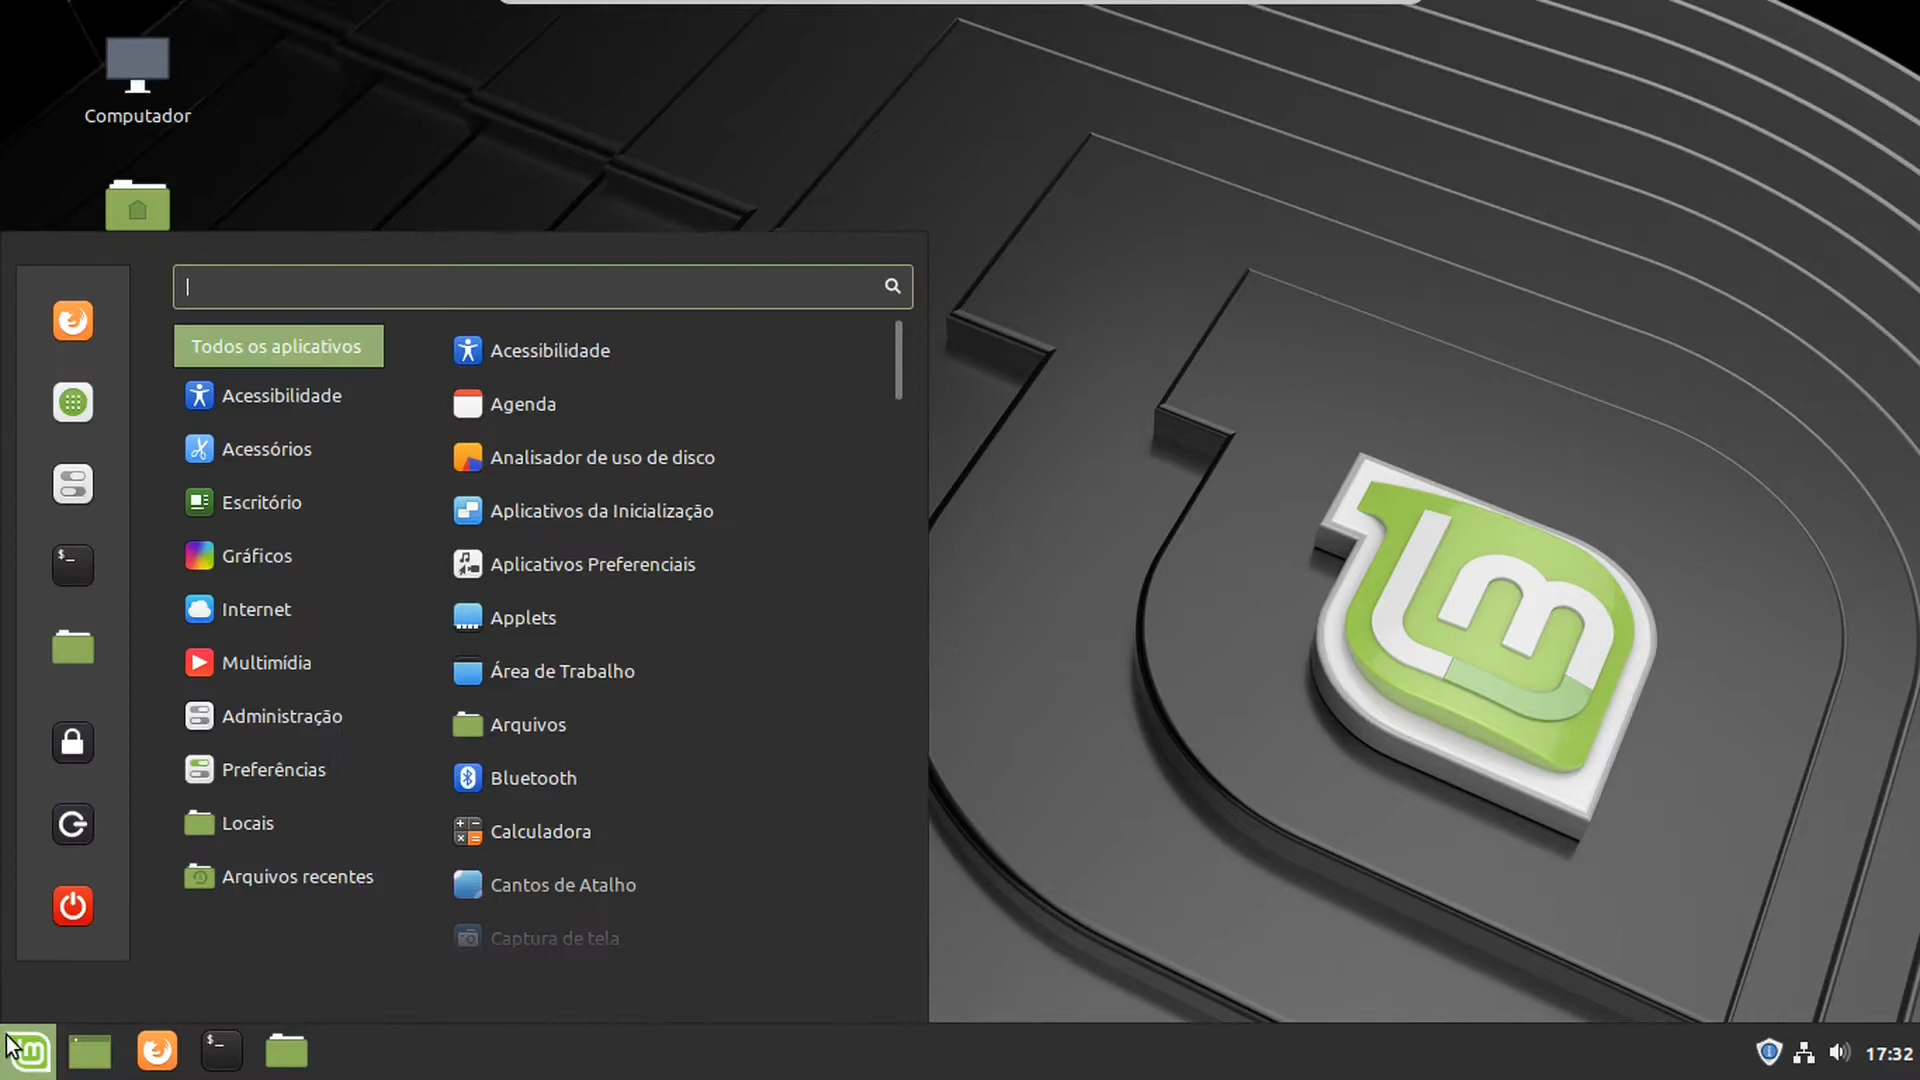 Computador
Todos os aplicativos
Acessibilidade
Acessórios
Escritório
Gráficos
Internet
Multimídia
Administração
Preferências
Locais
Arquivos recentes
Acessibilidade
Agenda
Analisador de uso de disco
Aplicativos da Inicialização
Aplicativos Preferenciais
Applets
Área de Trabalho
Arquivos
Bluetooth
Calculadora
Cantos de Atalho
Captura de tela
17:32